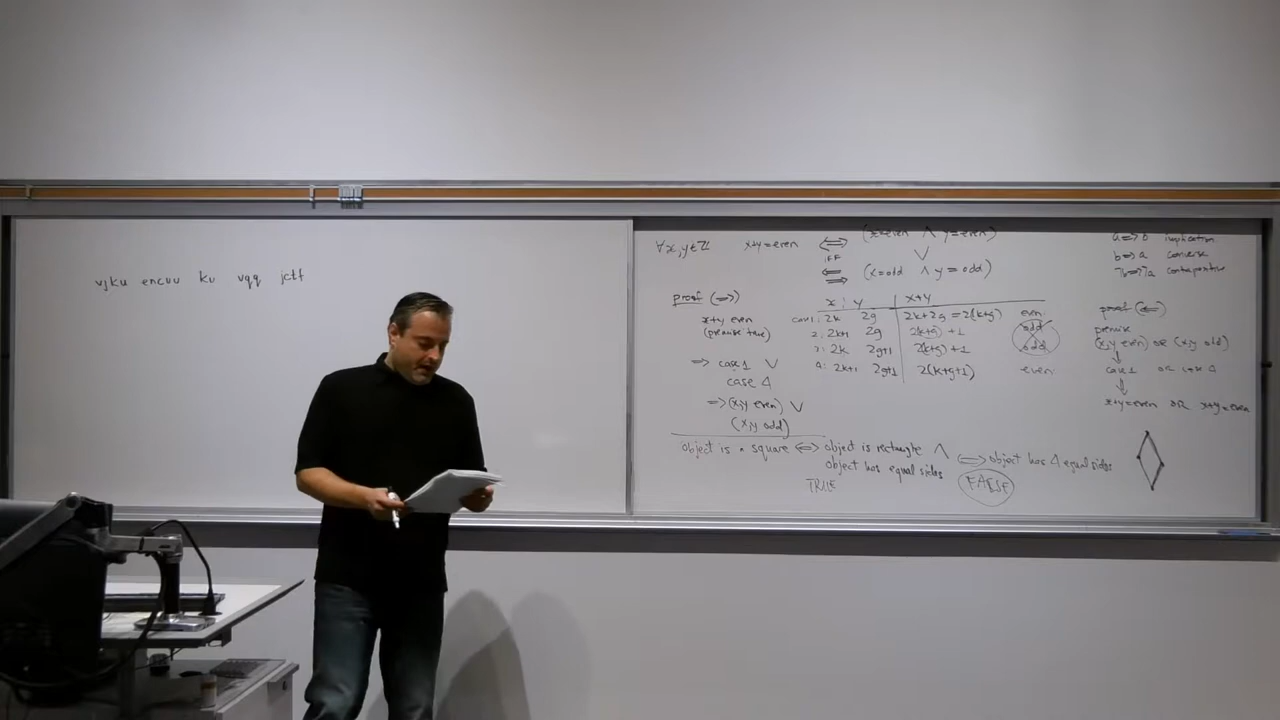 vjku encuu ku vqq jctf
∀x,y∈ℤ x+y=even ⇔ (x=even ∧ y=even)
IFF ∨
⇐ (x=odd ∧ y=odd)
⇒
a⇒b implication
b⇒a converse
¬b⇒¬a contrapositive
proof (⇒)
x+y even
(premise true)
⇒ case 1 ∨
case 4
⇒ (x,y even) ∨
(x,y odd)
x y x+y
case 1: 2k 2g 2k+2g = 2(k+g) even
2: 2k+1 2g 2(k+g)+1 odd
3: 2k 2g+1 2(k+g)+1 odd
4: 2k+1 2g+1 2(k+g+1) even
proof (⇐)
premise
(x,y even) OR (x,y odd)
case 1 or case 4
x+y=even OR x+y=even
object is a square ⇔ object is rectangle ∧ ⇔ object has 4 equal sides
object has equal sides
TRUE FALSE